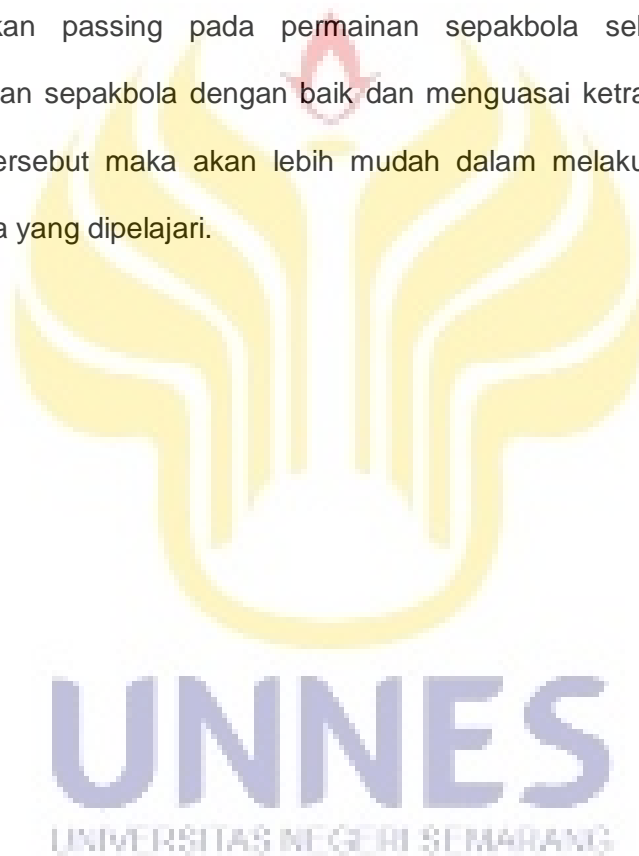 kan passing pada permainan sepakbola sel
an sepakbola dengan baik dan menguasai ketra
ersebut maka akan lebih mudah dalam melaku
a yang dipelajari.
UNNES
UNIVERSITAS NEGERI SEMARANG